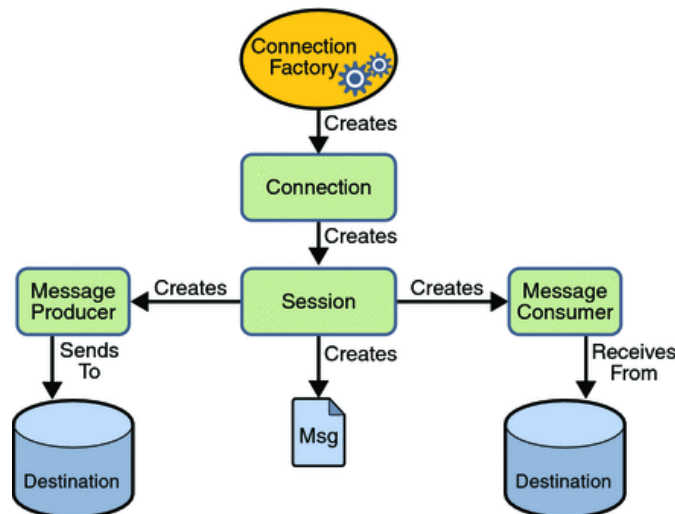 Connection
Factory
Creates
Connection
Creates
Message
Producer
Creates
Session
Creates
Message
Consumer
Sends
To
Creates
Receives
From
Msg
Destination
Destination